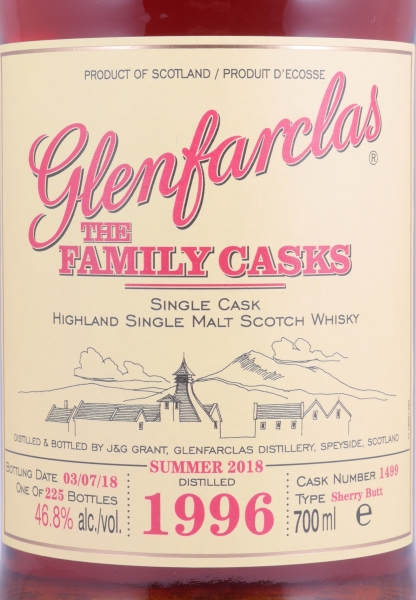 PRODUCT OF SCOTLAND / PRODUIT D'ECOSSE
Glenfarclas ®
THE
FAMILY CASKS
SINGLE CASK
HIGHLAND SINGLE MALT SCOTCH WHISKY
DISTILLED & BOTTLED BY J&G GRANT, GLENFARCLAS DISTILLERY, SPEYSIDE, SCOTLAND
SUMMER 2018
BOTTLING DATE 03/07/18
ONE OF 225 BOTTLES
46.8% alc./vol.
DISTILLED
1996
CASK NUMBER 1499
TYPE Sherry Butt
700 ml e